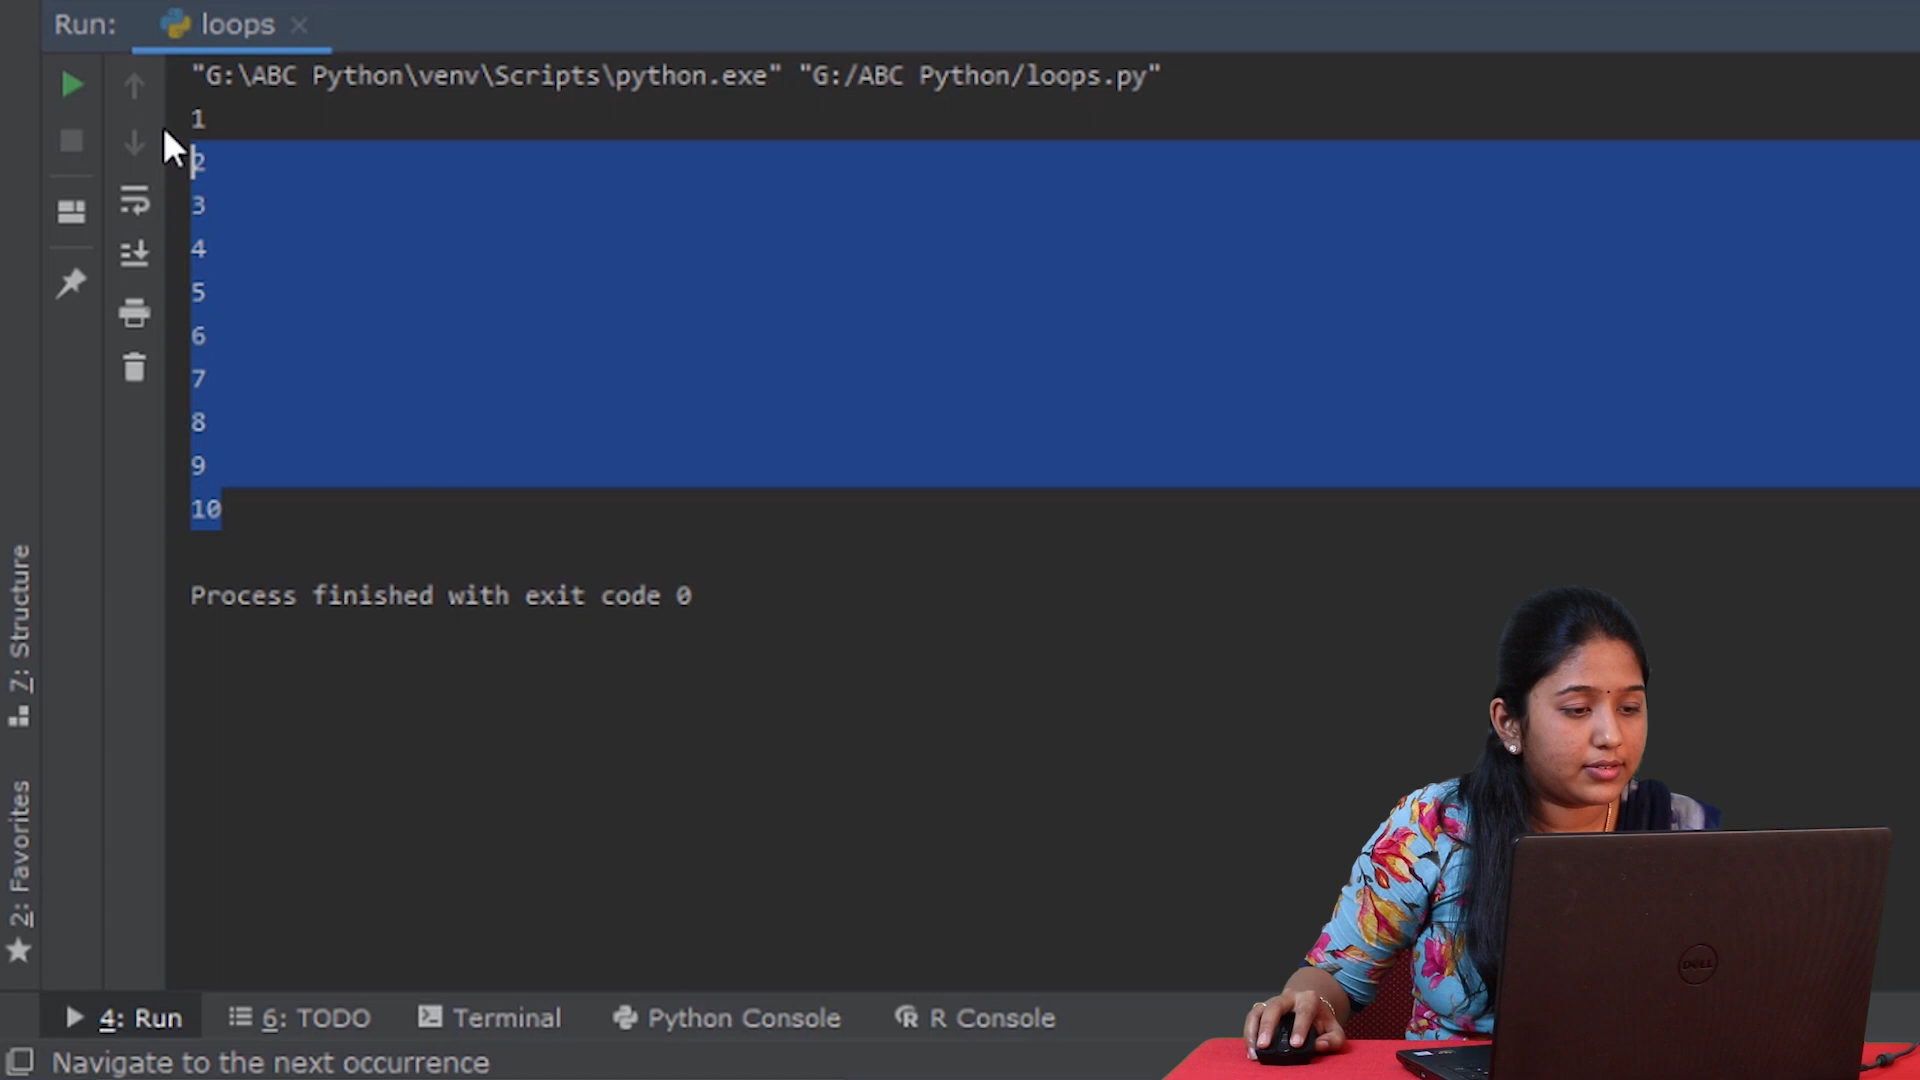 Run: loops
"G:\ABC Python\venv\Scripts\python.exe" "G:/ABC Python/loops.py"
1
2
3
4
5
6
7
8
9
10
Process finished with exit code 0
7: Structure
2: Favorites
4: Run 6: TODO Terminal Python Console R Console
Navigate to the next occurrence
DELL